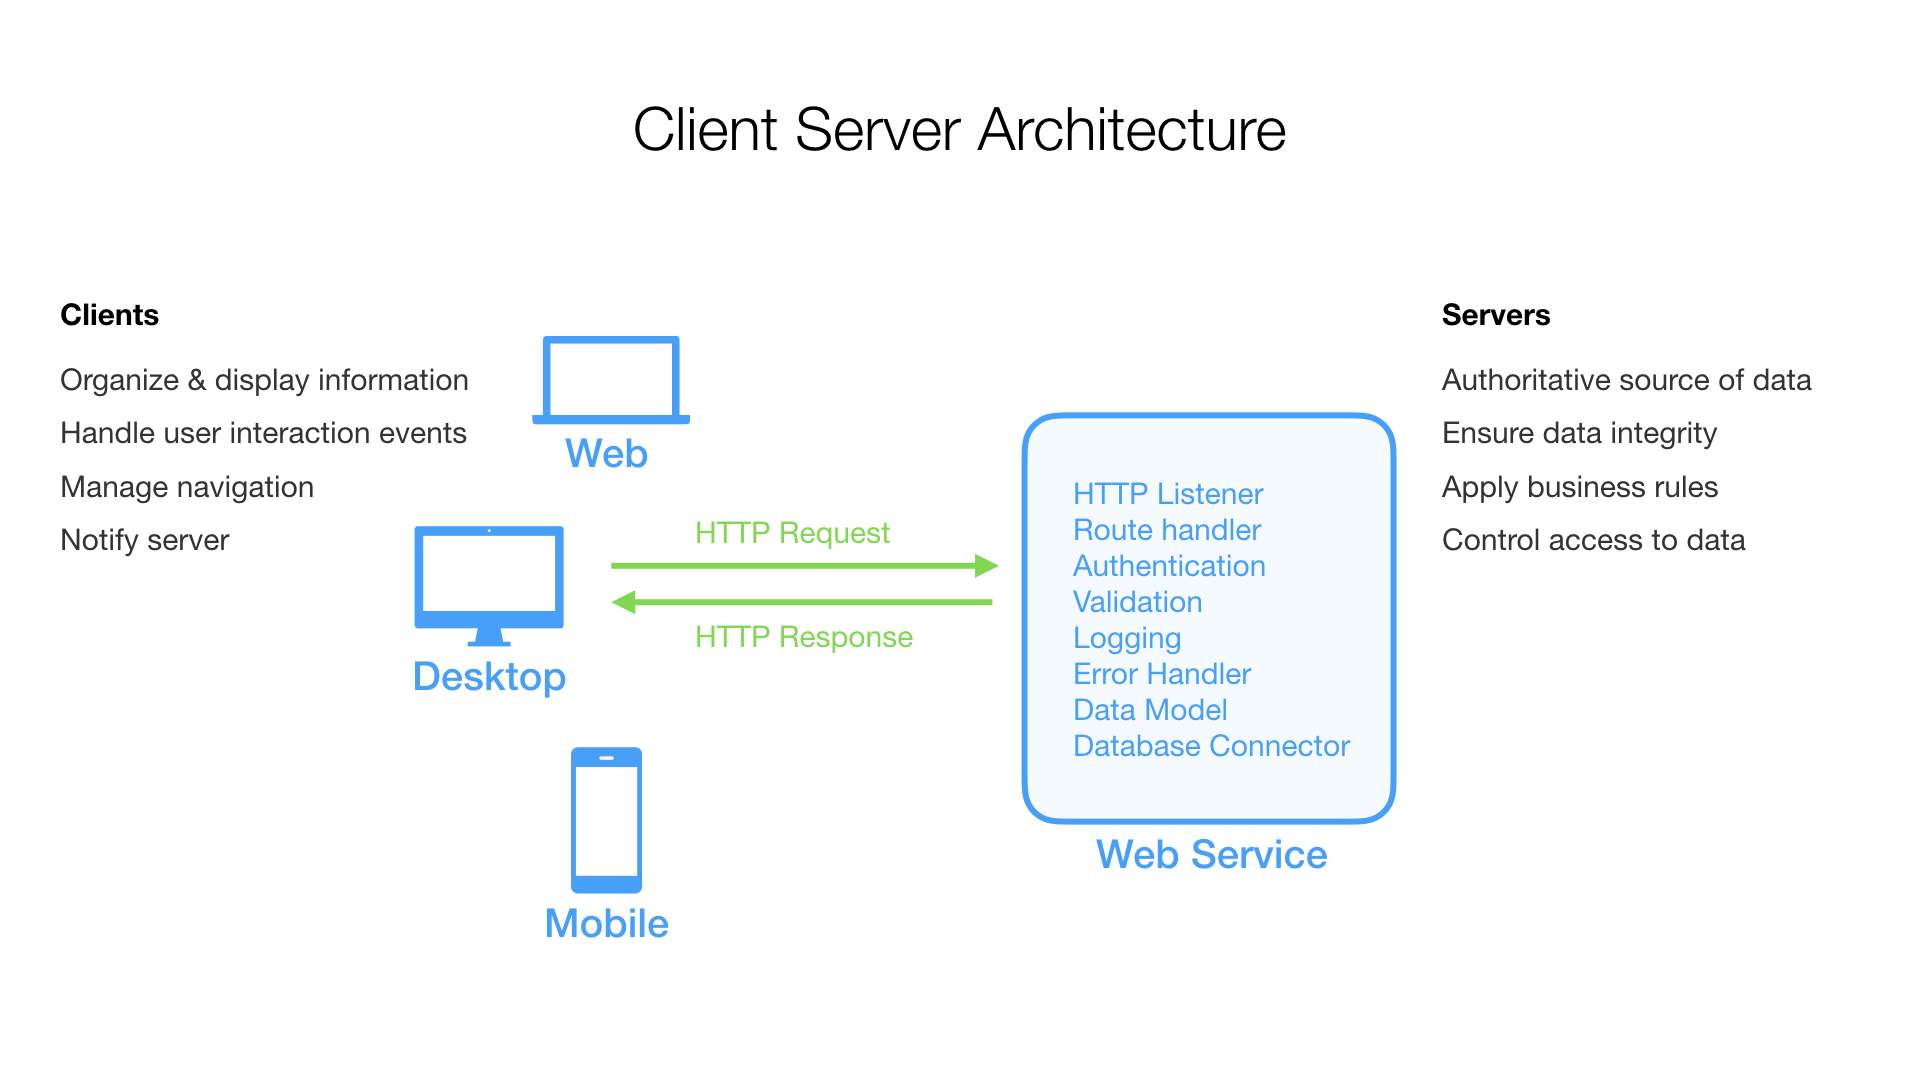 Client Server Architecture
Clients
Organize & display information
Handle user interaction events
Manage navigation
Notify server
Web
Desktop
Mobile
HTTP Request
HTTP Response
HTTP Listener
Route handler
Authentication
Validation
Logging
Error Handler
Data Model
Database Connector
Web Service
Servers
Authoritative source of data
Ensure data integrity
Apply business rules
Control access to data